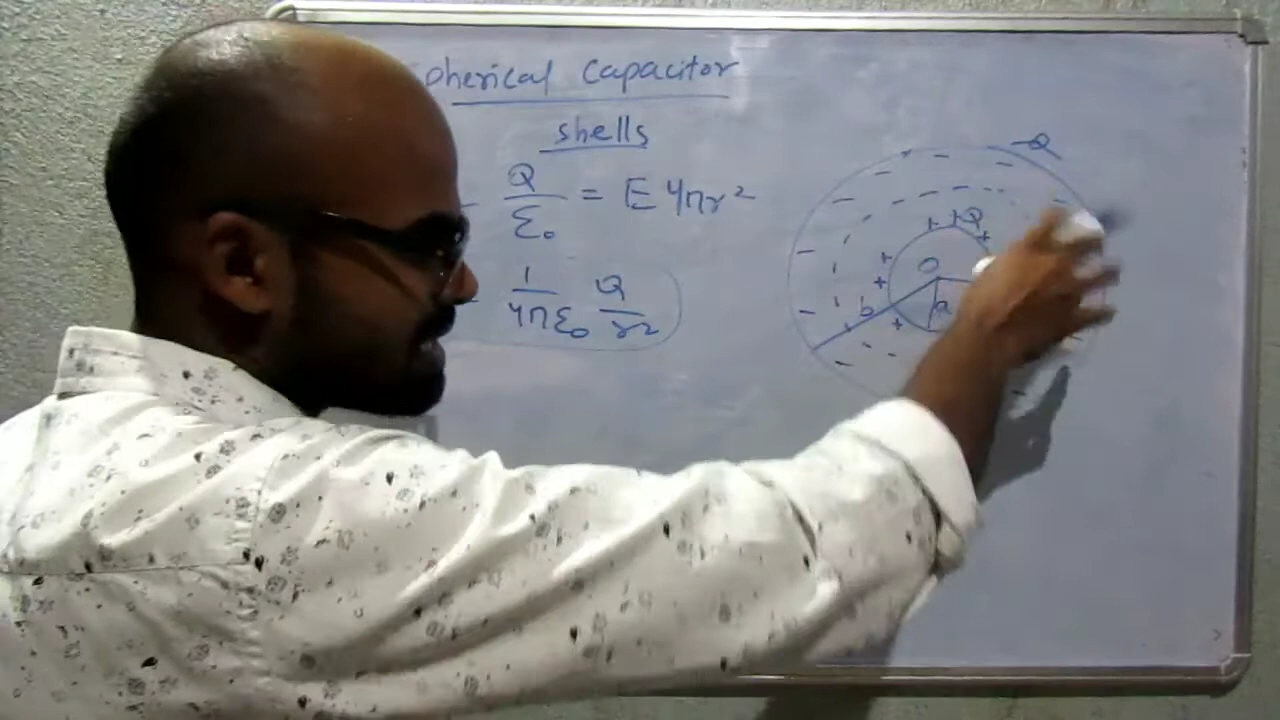 pherical Capacitor
shells
Q/ε₀ = E 4πr²
1/4πε₀ Q/r²
-Q
+ + Q +
O
b
a